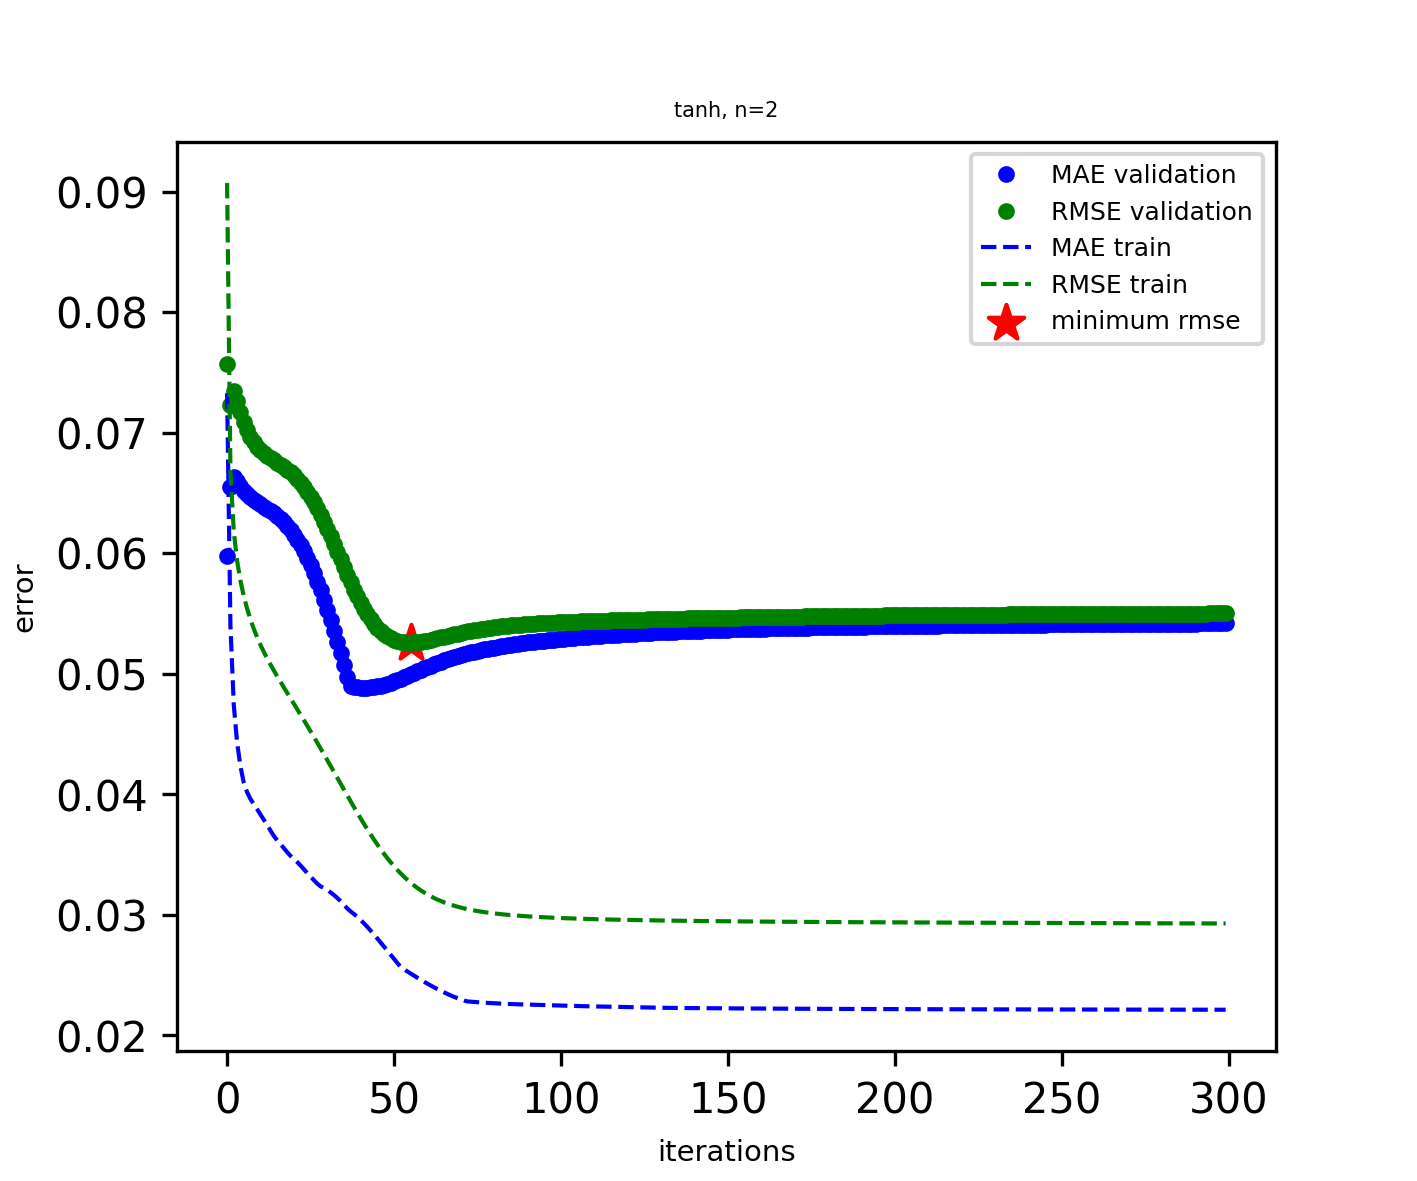 tanh, n=2
0.09
0.08
0.07
0.06
0.05
0.04
0.03
0.02
error
MAE validation
RMSE validation
MAE train
RMSE train
minimum rmse
0 50 100 150 200 250 300
iterations